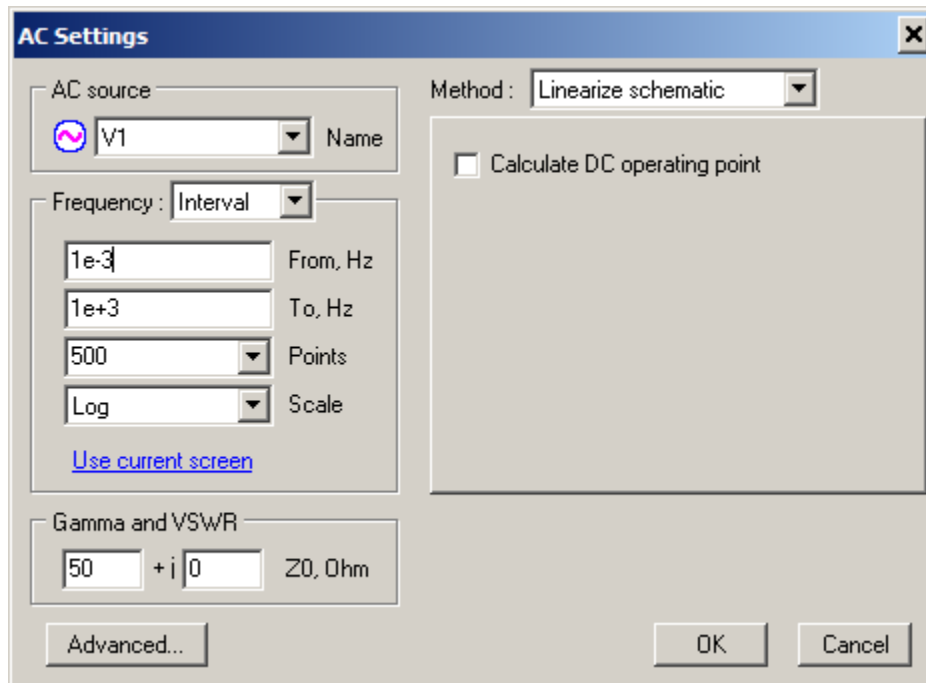 AC Settings
AC source
V1 Name
Frequency : Interval
1e-3 From, Hz
1e+3 To, Hz
500 Points
Log Scale
Use current screen
Gamma and VSWR
50 + j 0 Z0, Ohm
Advanced...
Method : Linearize schematic
Calculate DC operating point
OK Cancel